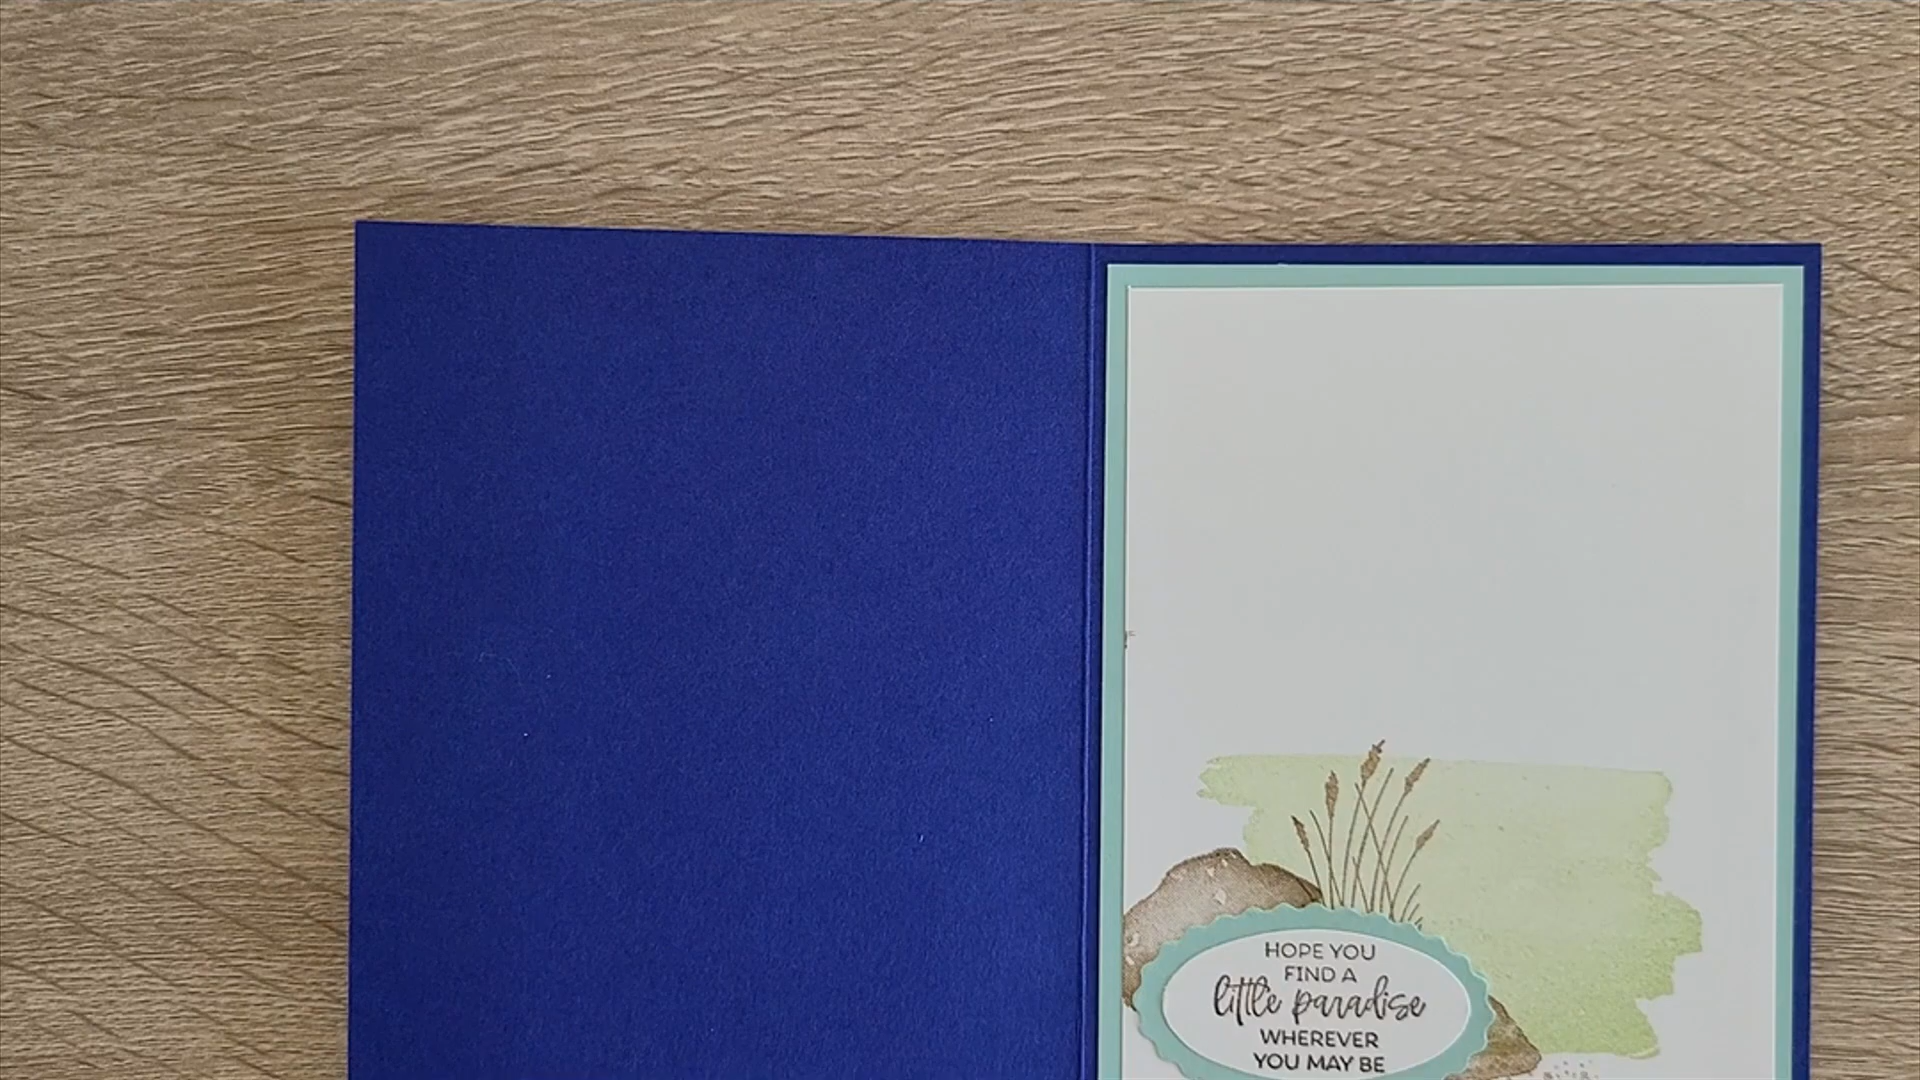 HOPE YOU
FIND A
little paradise
WHEREVER
YOU MAY BE